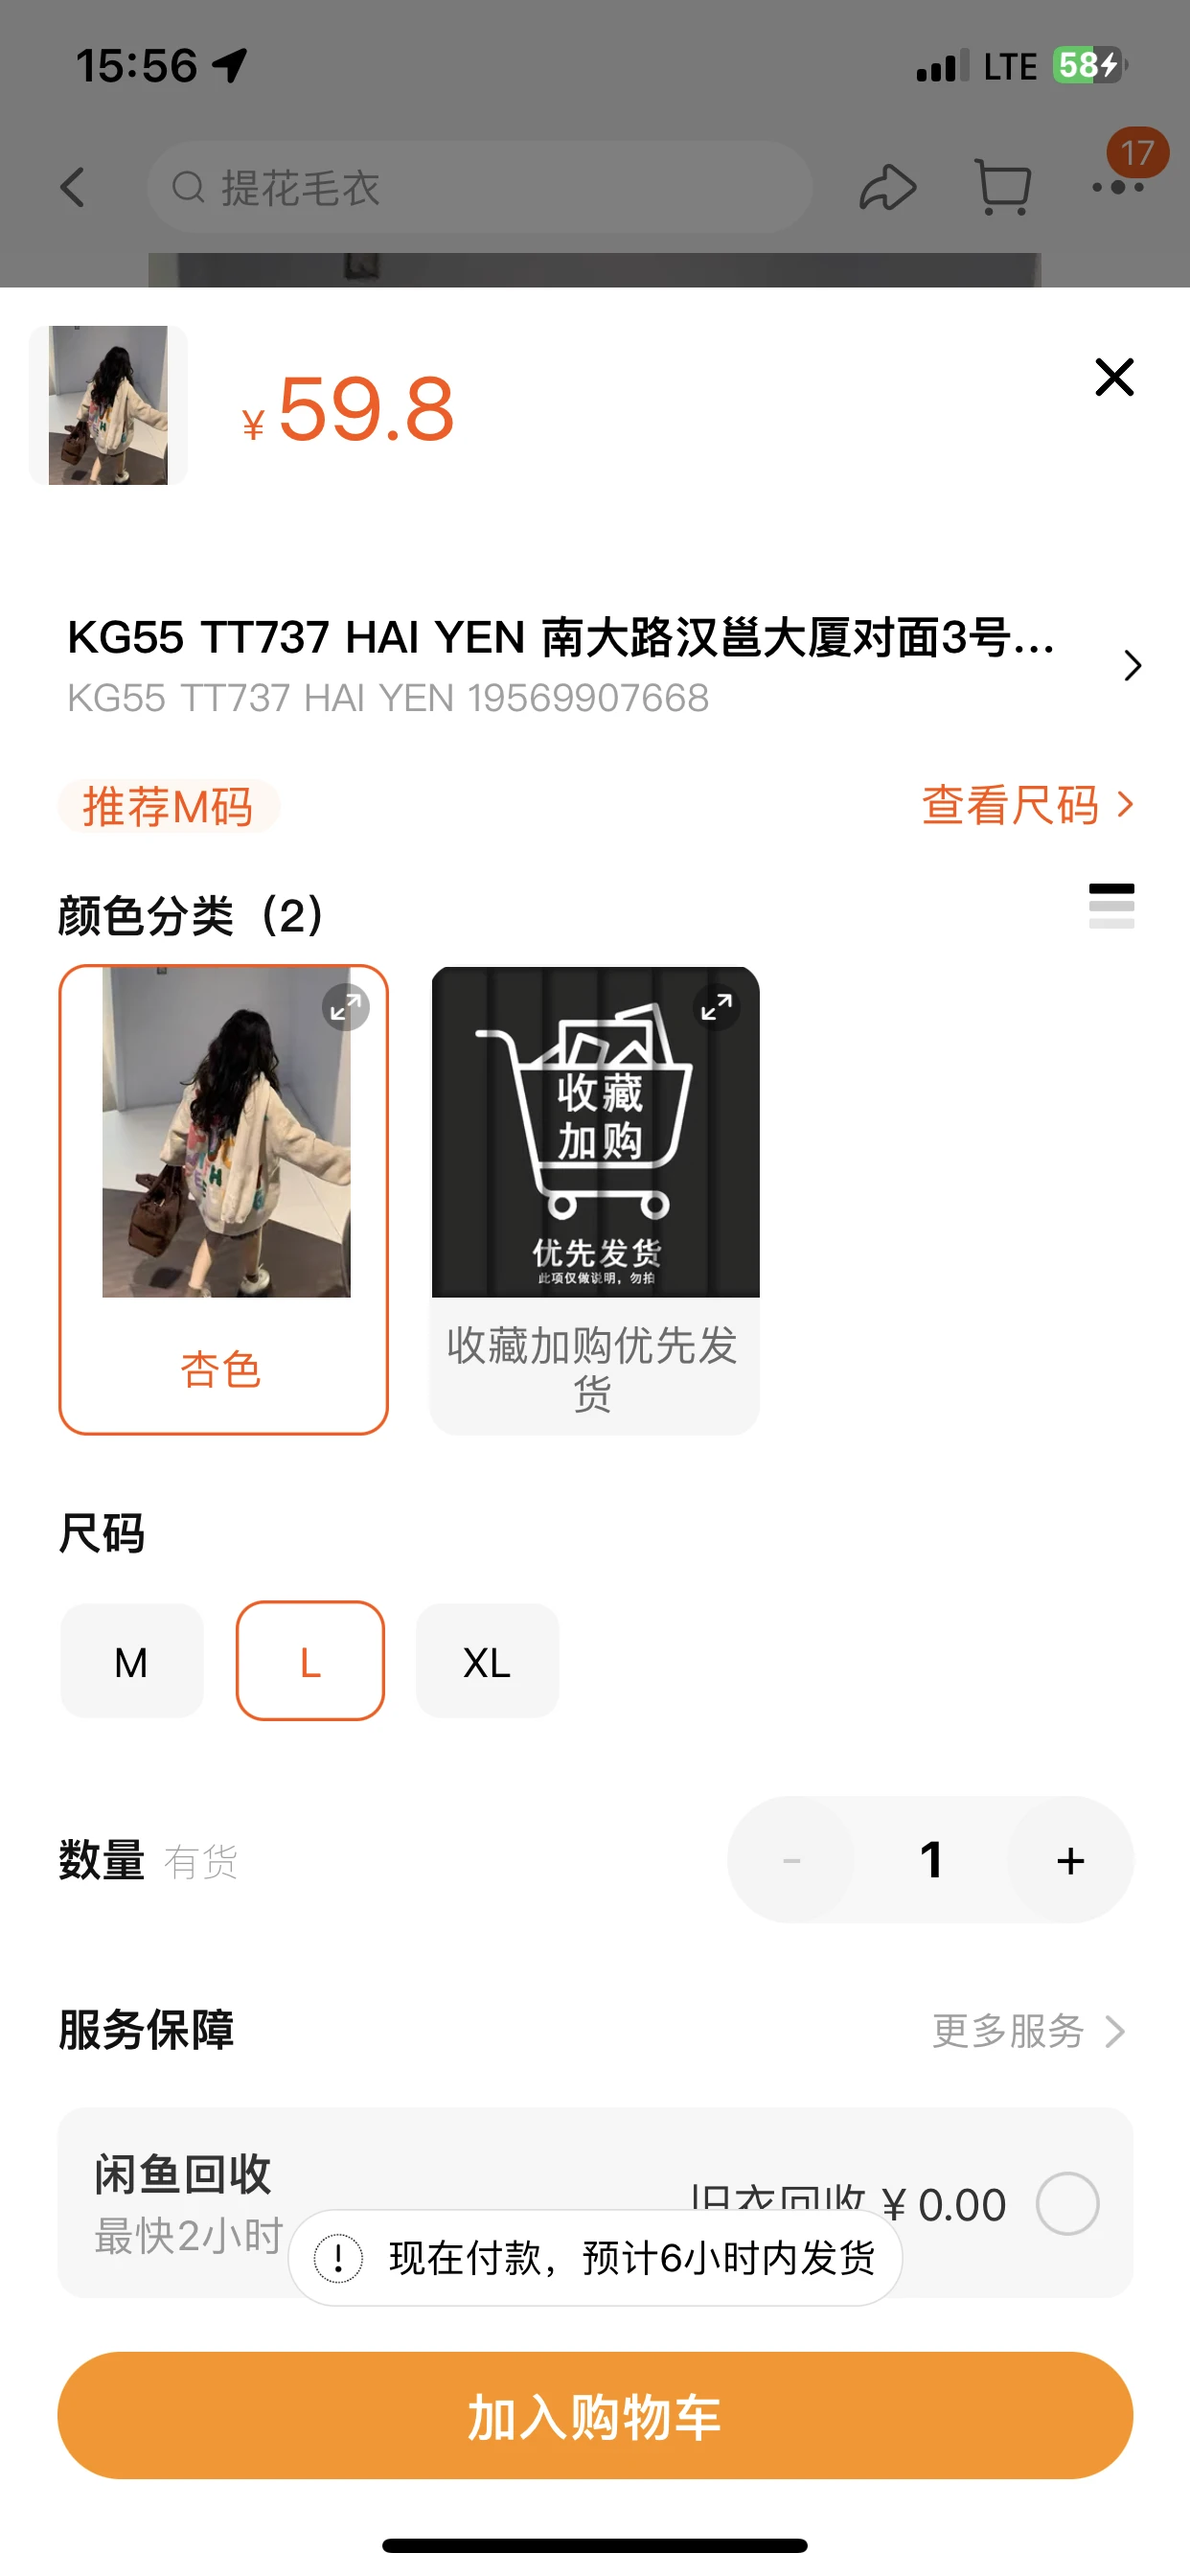 15:56
LTE
58
提花毛衣
17
¥59.8
KG55 TT737 HAI YEN 南大路汉邕大厦对面3号...
KG55 TT737 HAI YEN 19569907668
推荐M码
查看尺码
颜色分类（2）
收藏
加购
优先发货
此项仅做说明，勿拍
杏色
收藏加购优先发
货
尺码
M
L
XL
数量 有货
- 1 +
服务保障
更多服务
闲鱼回收
旧衣回收 ¥0.00
最快2小时
现在付款，预计6小时内发货
加入购物车